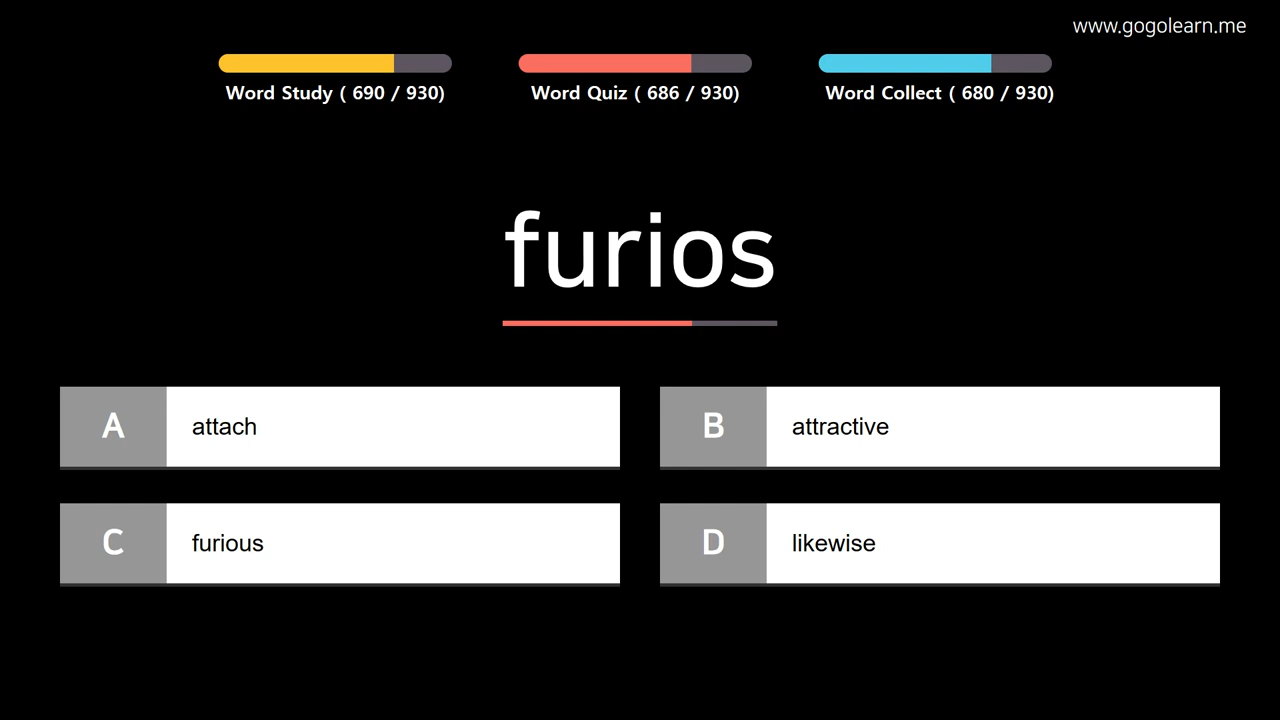 www.gogolearn.me
Word Study ( 690 / 930)
Word Quiz ( 686 / 930)
Word Collect ( 680 / 930)
furios
A attach
B attractive
C furious
D likewise